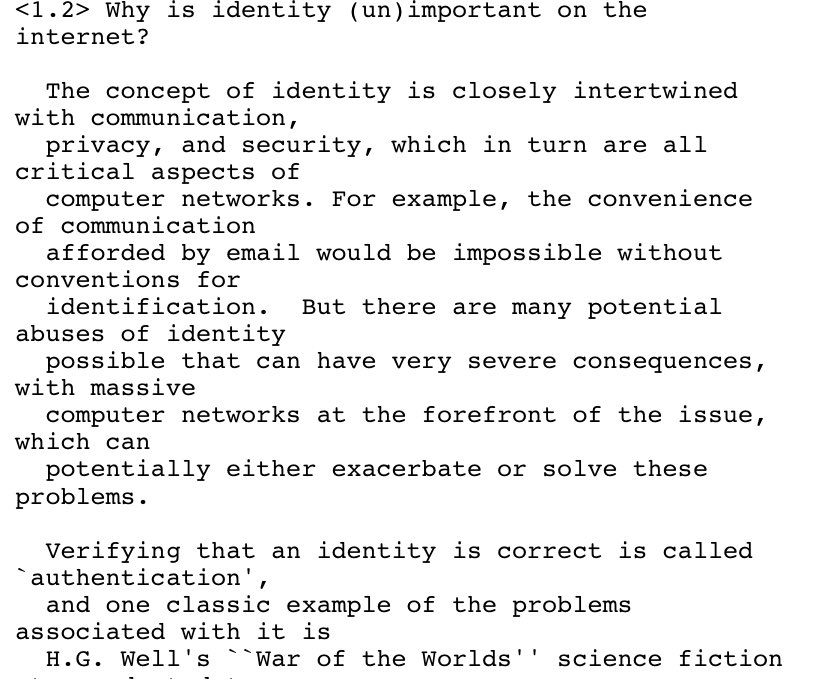 <1.2> Why is identity (un)important on the
internet?
The concept of identity is closely intertwined
with communication,
privacy, and security, which in turn are all
critical aspects of
computer networks. For example, the convenience
of communication
afforded by email would be impossible without
conventions for
identification.  But there are many potential
abuses of identity
possible that can have very severe consequences,
with massive
computer networks at the forefront of the issue,
which can
potentially either exacerbate or solve these
problems.
Verifying that an identity is correct is called
`authentication',
and one classic example of the problems
associated with it is
H.G. Well's ``War of the Worlds'' science fiction